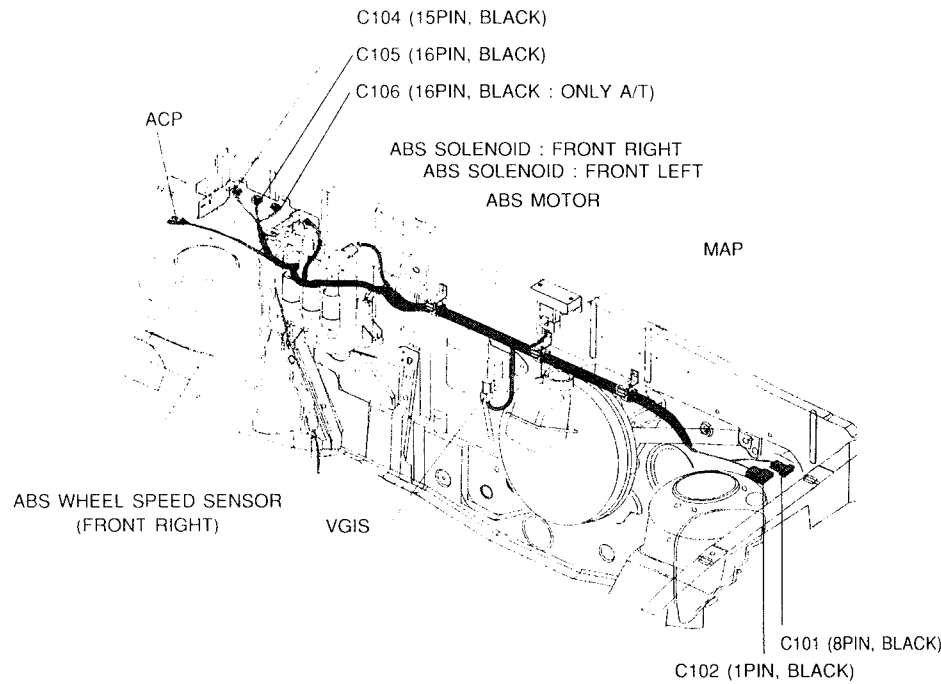 C104 (15PIN, BLACK)
C105 (16PIN, BLACK)
C106 (16PIN, BLACK : ONLY A/T)
ACP
ABS SOLENOID : FRONT RIGHT
ABS SOLENOID : FRONT LEFT
ABS MOTOR
MAP
ABS WHEEL SPEED SENSOR
(FRONT RIGHT)
VGIS
C101 (8PIN, BLACK)
C102 (1PIN, BLACK)